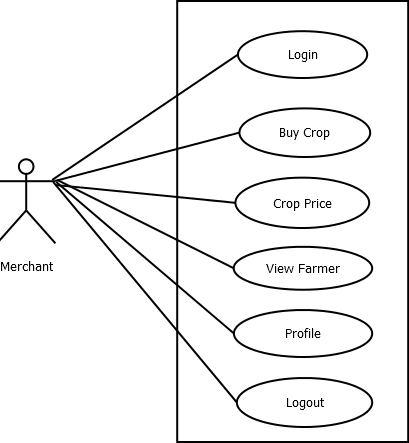 Login
Buy Crop
Crop Price
View Farmer
Merchant
Profile
Logout